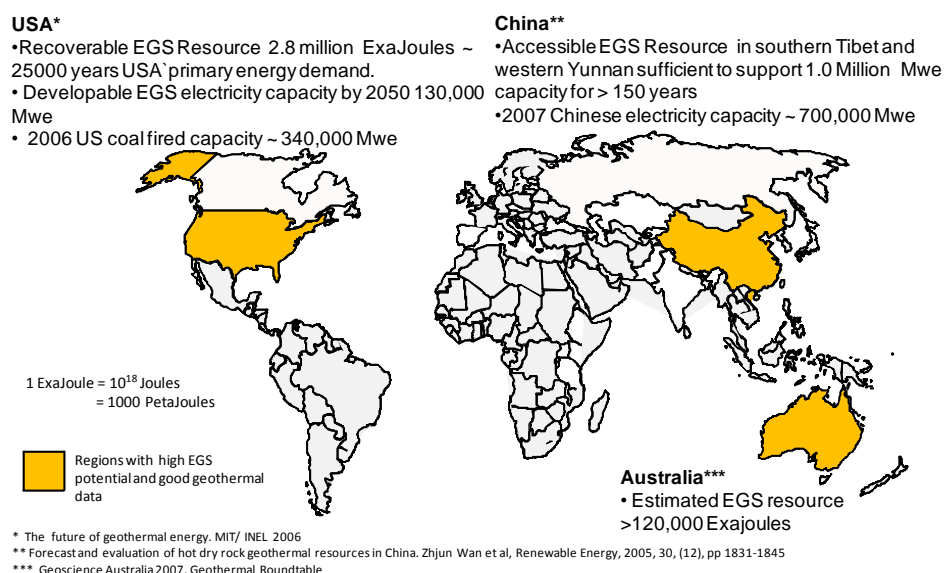 USA*
•Recoverable EGS Resource 2.8 million ExaJoules ~
25000 years USA`primary energy demand.
• Developable EGS electricity capacity by 2050 130,000
Mwe
• 2006 US coal fired capacity ~ 340,000 Mwe
China**
•Accessible EGS Resource in southern Tibet and
western Yunnan sufficient to support 1.0 Million Mwe
capacity for > 150 years
•2007 Chinese electricity capacity ~ 700,000 Mwe
1 ExaJoule = 10¹⁸ Joules
= 1000 PetaJoules
Regions with high EGS
potential and good geothermal
data
Australia***
• Estimated EGS resource
>120,000 Exajoules
* The future of geothermal energy. MIT/ INEL 2006
** Forecast and evaluation of hot dry rock geothermal resources in China. Zhjun Wan et al, Renewable Energy, 2005, 30, (12), pp 1831-1845
*** Geoscience Australia 2007. Geothermal Roundtable